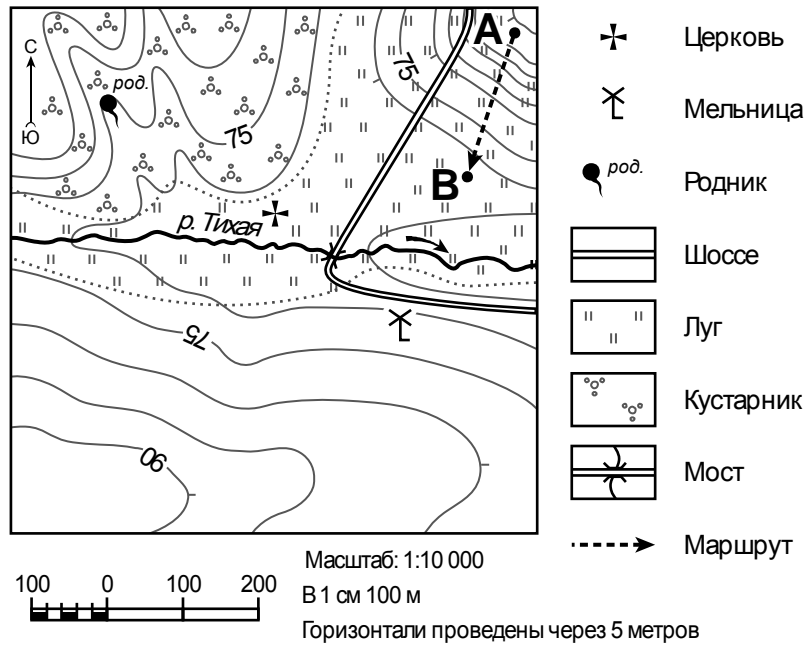 С
Ю
род.
75
р. Тихая
75
А
В
75
90
Церковь
Мельница
род.
Родник
Шоссе
Луг
Кустарник
Мост
Маршрут
Масштаб: 1:10 000
100 0 100 200
В 1 см 100 м
Горизонтали проведены через 5 метров